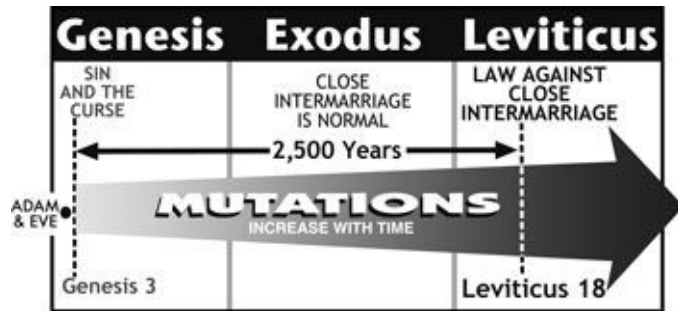 Genesis Exodus Leviticus
SIN
AND THE
CURSE
CLOSE
INTERMARRIAGE
IS NORMAL
LAW AGAINST
CLOSE
INTERMARRIAGE
2,500 Years
ADAM
& EVE
MUTATIONS
INCREASE WITH TIME
Genesis 3
Leviticus 18